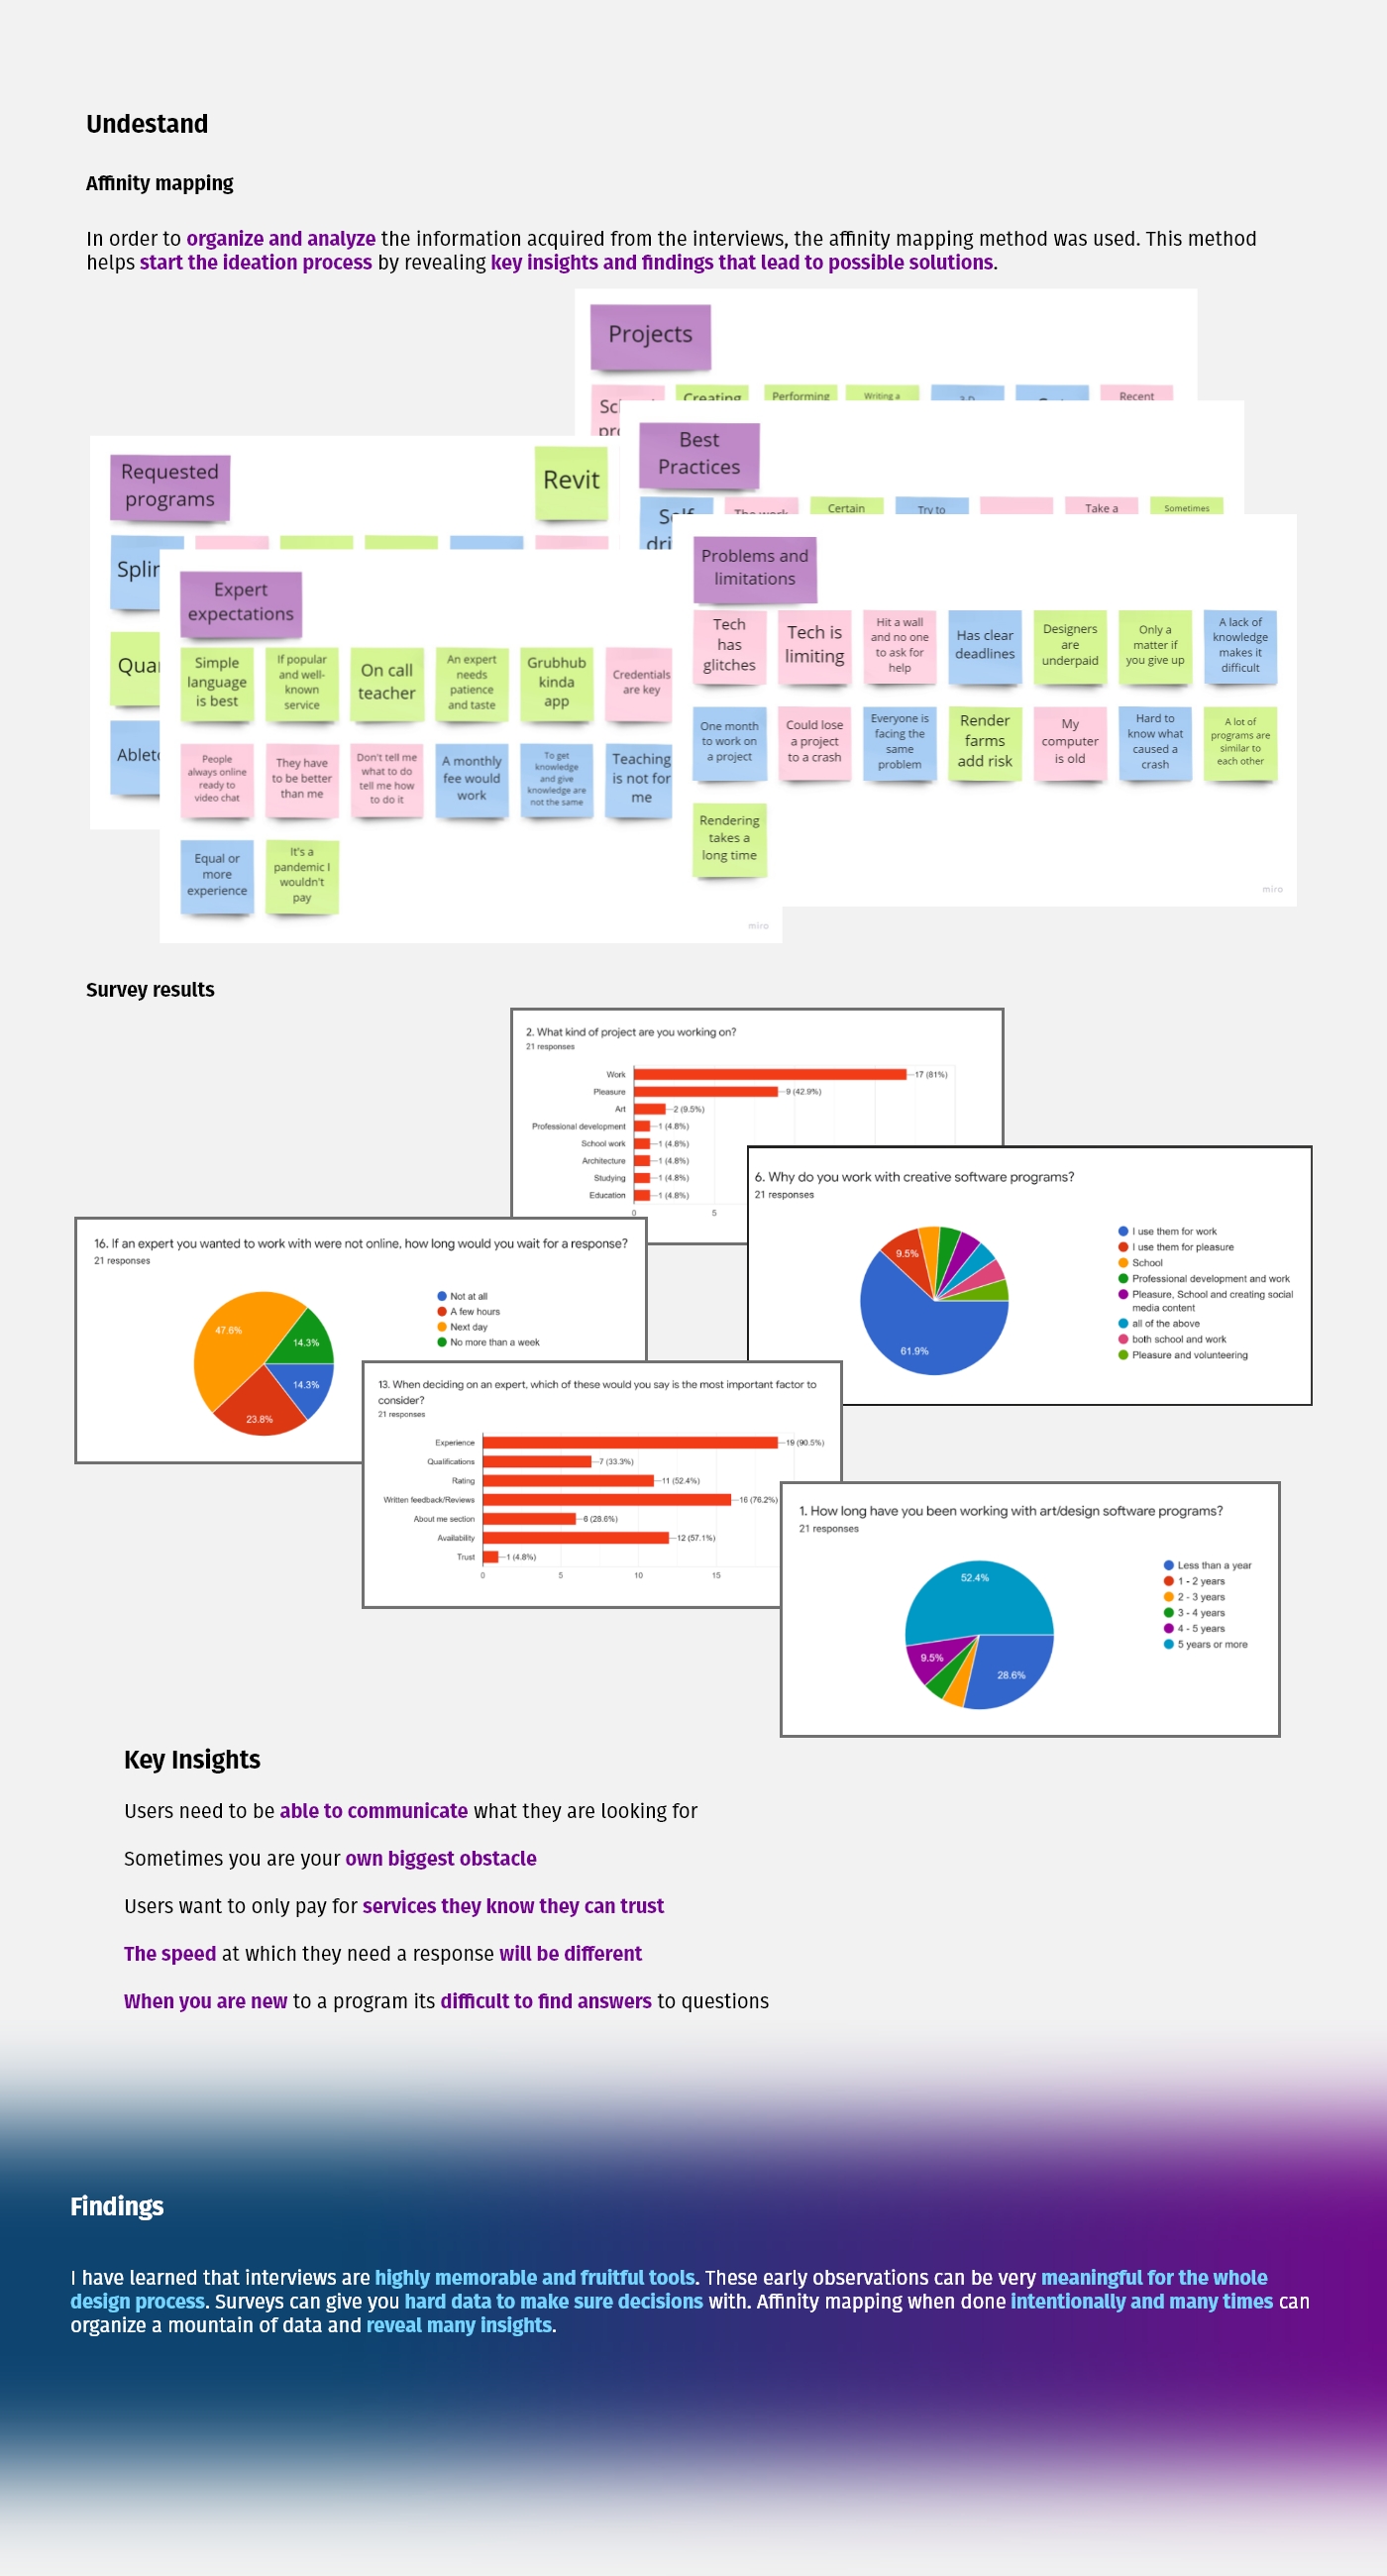 Undestand
Affinity mapping
In order to organize and analyze the information acquired from the interviews, the affinity mapping method was used. This method
helps start the ideation process by revealing key insights and findings that lead to possible solutions.
Projects
Creating
Performing
Writing a
Recent
Best
Practices
Certain
Try to
Take a
Sometimes
Requested
programs
Revit
Expert
expectations
Simple
language
is best
If popular
and well-
known
service
On call
teacher
An expert
needs
patience
and taste
Grubhub
kinda
app
Credentials
are key
People
always online
ready to
video chat
They have
to be better
than me
Don't tell me
what to do
tell me how
to do it
A monthly
fee would
work
To get
knowledge
and give
knowledge are
not the same
Teaching
is not for
me
Equal or
more
experience
It's a
pandemic I
wouldn't
pay
miro
Problems and
limitations
Tech
has
glitches
Tech is
limiting
Hit a wall
and no one
to ask for
help
Has clear
deadlines
Designers
are
underpaid
Only a
matter if
you give up
A lack of
knowledge
makes it
difficult
One month
to work on
a project
Could lose
a project
to a crash
Everyone is
facing the
same
problem
Render
farms
add risk
My
computer
is old
Hard to
know what
caused a
crash
A lot of
programs are
similar to
each other
Rendering
takes a
long time
miro
Survey results
2. What kind of project are you working on?
21 responses
Work 17 (81%)
Pleasure 9 (42.9%)
Art 2 (9.5%)
Professional development 1 (4.8%)
School work 1 (4.8%)
Architecture 1 (4.8%)
Studying 1 (4.8%)
Education 1 (4.8%)
0 5
6. Why do you work with creative software programs?
21 responses
9.5%
61.9%
I use them for work
I use them for pleasure
School
Professional development and work
Pleasure, School and creating social
media content
all of the above
both school and work
Pleasure and volunteering
16. If an expert you wanted to work with were not online, how long would you wait for a response?
21 responses
47.6%
14.3%
14.3%
23.8%
Not at all
A few hours
Next day
No more than a week
13. When deciding on an expert, which of these would you say is the most important factor to
consider?
21 responses
Experience 19 (90.5%)
Qualifications 7 (33.3%)
Rating 11 (52.4%)
Written feedback/Reviews 16 (76.2%)
About me section 6 (28.6%)
Availability 12 (57.1%)
Trust 1 (4.8%)
0 5 10 15
1. How long have you been working with art/design software programs?
21 responses
52.4%
9.5%
28.6%
Less than a year
1 - 2 years
2 - 3 years
3 - 4 years
4 - 5 years
5 years or more
Key Insights
Users need to be able to communicate what they are looking for
Sometimes you are your own biggest obstacle
Users want to only pay for services they know they can trust
The speed at which they need a response will be different
When you are new to a program its difficult to find answers to questions
Findings
I have learned that interviews are highly memorable and fruitful tools. These early observations can be very meaningful for the whole
design process. Surveys can give you hard data to make sure decisions with. Affinity mapping when done intentionally and many times can
organize a mountain of data and reveal many insights.